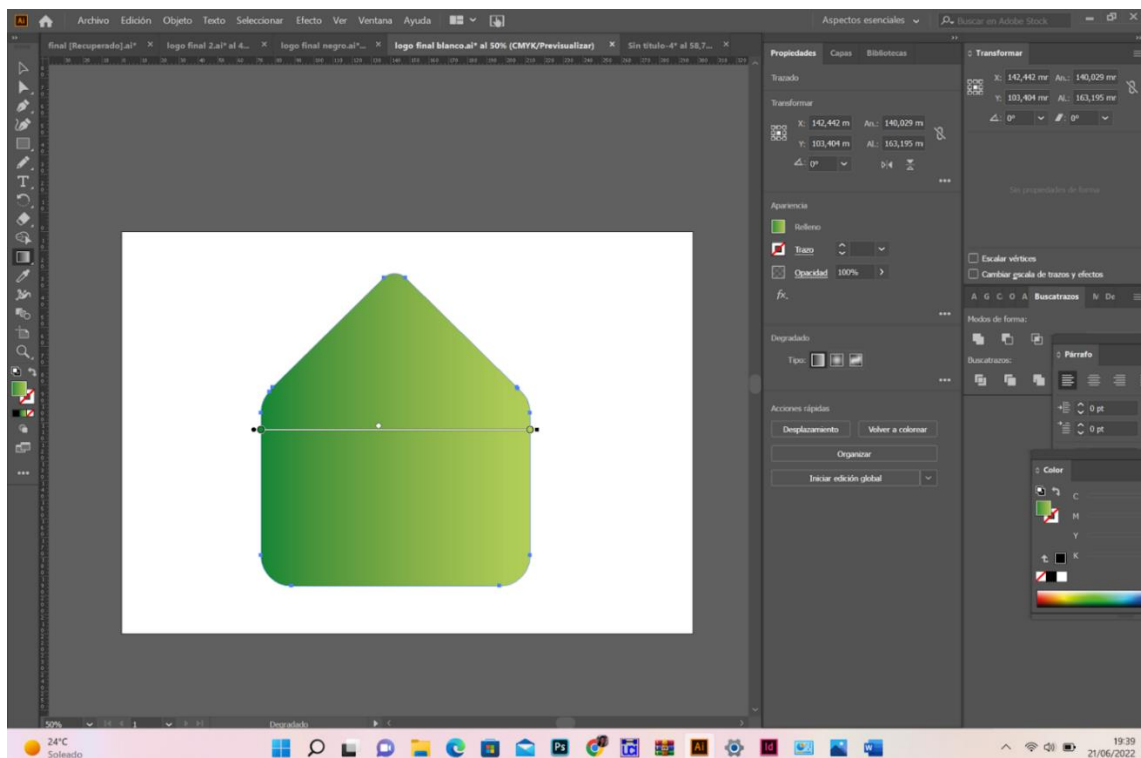 Ai Archivo Edición Objeto Texto Seleccionar Efecto Ver Ventana Ayuda Aspectos esenciales Buscar en Adobe Stock
final [Recuperado].ai* × logo final 2.ai* al 4... × logo final negro.ai*... × logo final blanco.ai* al 50% (CMYK/Previsualizar) × Sin título-4* al 58,7... ×
Propiedades Capas Bibliotecas
Trazado
Transformar
X: 142,442 m An.: 140,029 m
Y: 103,404 m Al.: 163,195 m
0°
Apariencia
Relleno
Trazo
Opacidad 100%
fx.
Degradado
Tipo:
Acciones rápidas
Desplazamiento Volver a colorear
Organizar
Iniciar edición global
Transformar
X: 142,442 mr An.: 140,029 mr
Y: 103,404 mr Al.: 163,195 mr
0° 0°
Sin propiedades de forma
Escalar vértices
Cambiar escala de trazos y efectos
A G C O A Buscatrazos De
Modos de forma:
Buscatrazos:
Párrafo
0 pt
0 pt
Color
C
M
Y
K
50% 1 Degradado
24°C
Soleado
Ps Ai Id
19:39
21/06/2022